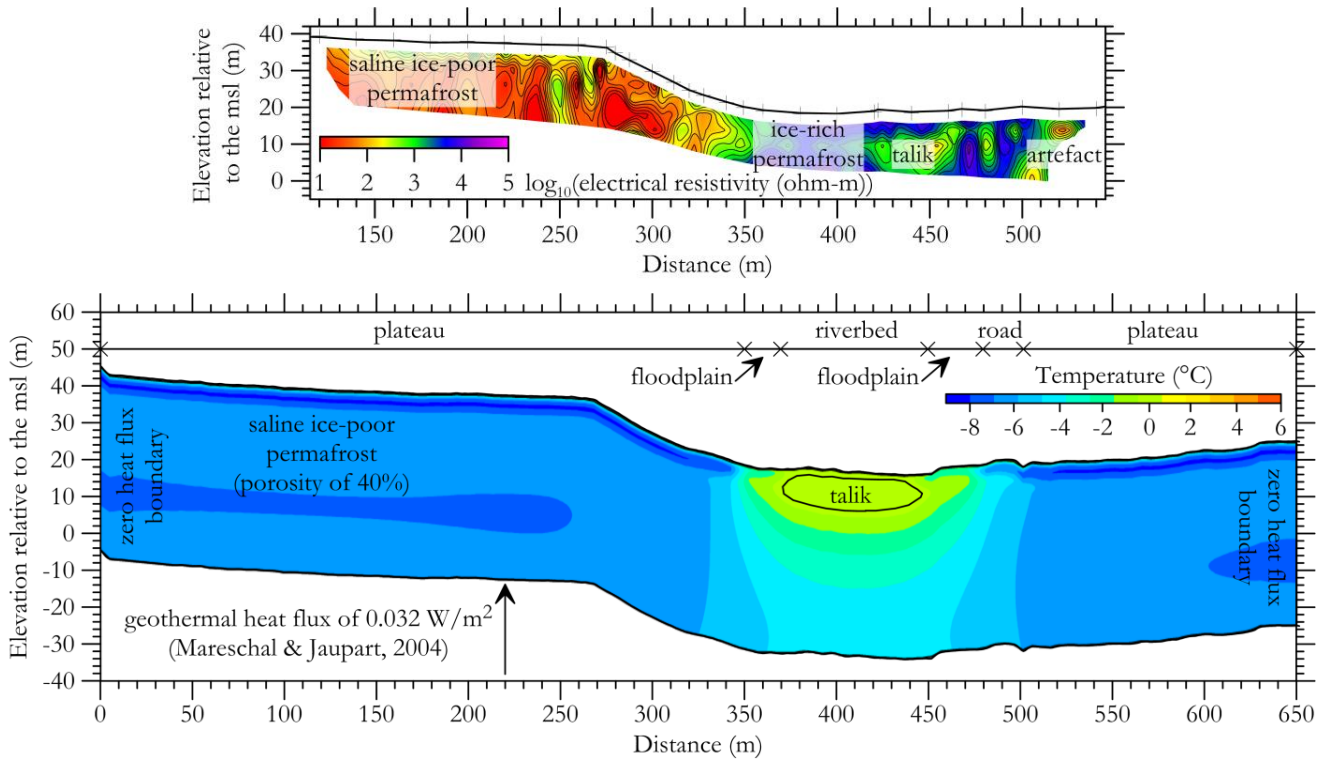 Elevation relative
to the msl (m)
40
30
20
10
0
saline ice-poor
permafrost
ice-rich
permafrost
talik
artefact
1 2 3 4 5 log₁₀(electrical resistivity (ohm-m))
150 200 250 300 350 400 450 500
Distance (m)
Elevation relative to the msl (m)
60
50
40
30
20
10
0
-10
-20
-30
-40
plateau riverbed road plateau
floodplain floodplain
Temperature (°C)
-8 -6 -4 -2 0 2 4 6
zero heat flux
boundary
saline ice-poor
permafrost
(porosity of 40%)
talik
zero heat flux
boundary
geothermal heat flux of 0.032 W/m²
(Mareschal & Jaupart, 2004)
0 50 100 150 200 250 300 350 400 450 500 550 600 650
Distance (m)